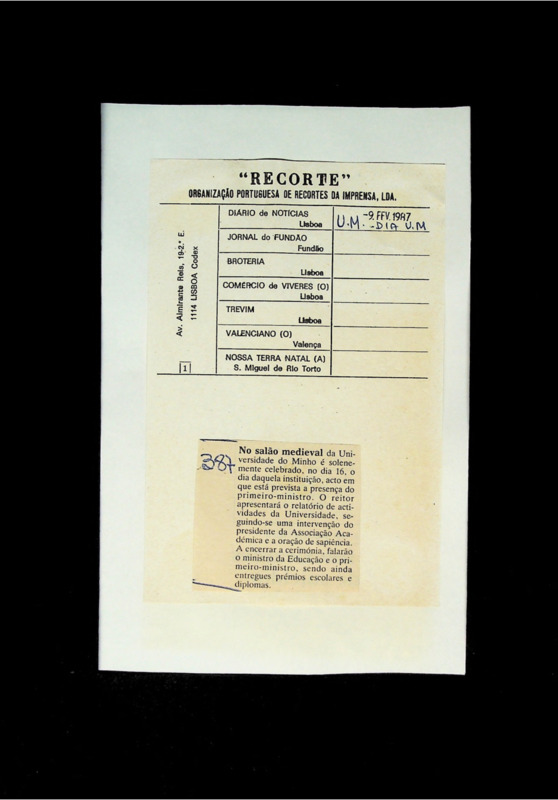 "RECORTE"
ORGANIZAÇÃO PORTUGUESA DE RECORTES DA IMPRENSA, LDA.
Av. Almirante Reis, 19-2.º E.
1114 LISBOA Codex
1
DIÁRIO de NOTÍCIAS
Lisboa
-9. FEV. 1987
U.M. -DIA U.M
JORNAL do FUNDÃO
Fundão
BROTERIA
Lisboa
COMERCIO de VIVERES (O)
Lisboa
TREVIM
Lisboa
VALENCIANO (O)
Valença
NOSSA TERRA NATAL (A)
S. Miguel de Rio Torto
387
No salão medieval da Uni-
versidade do Minho é solene-
mente celebrado, no dia 16, o
dia daquela instituição, acto em
que está prevista a presença do
primeiro-ministro. O reitor
apresentará o relatório de acti-
vidades da Universidade, se-
guindo-se uma intervenção do
presidente da Associação Aca-
démica e a oração de sapiência.
A encerrar a cerimónia, falarão
o ministro da Educação e o pri-
meiro-ministro, sendo ainda
entregues prémios escolares e
diplomas.